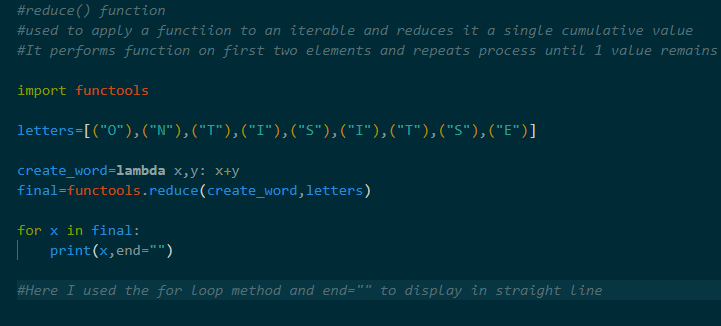 #reduce() function
#used to apply a functiion to an iterable and reduces it a single cumulative value
#It performs function on first two elements and repeats process until 1 value remains
import functools
letters=[("O"),("N"),("T"),("I"),("S"),("I"),("T"),("S"),("E")]
create_word=lambda x,y: x+y
final=functools.reduce(create_word,letters)
for x in final:
    print(x,end="")
#Here I used the for loop method and end="" to display in straight line